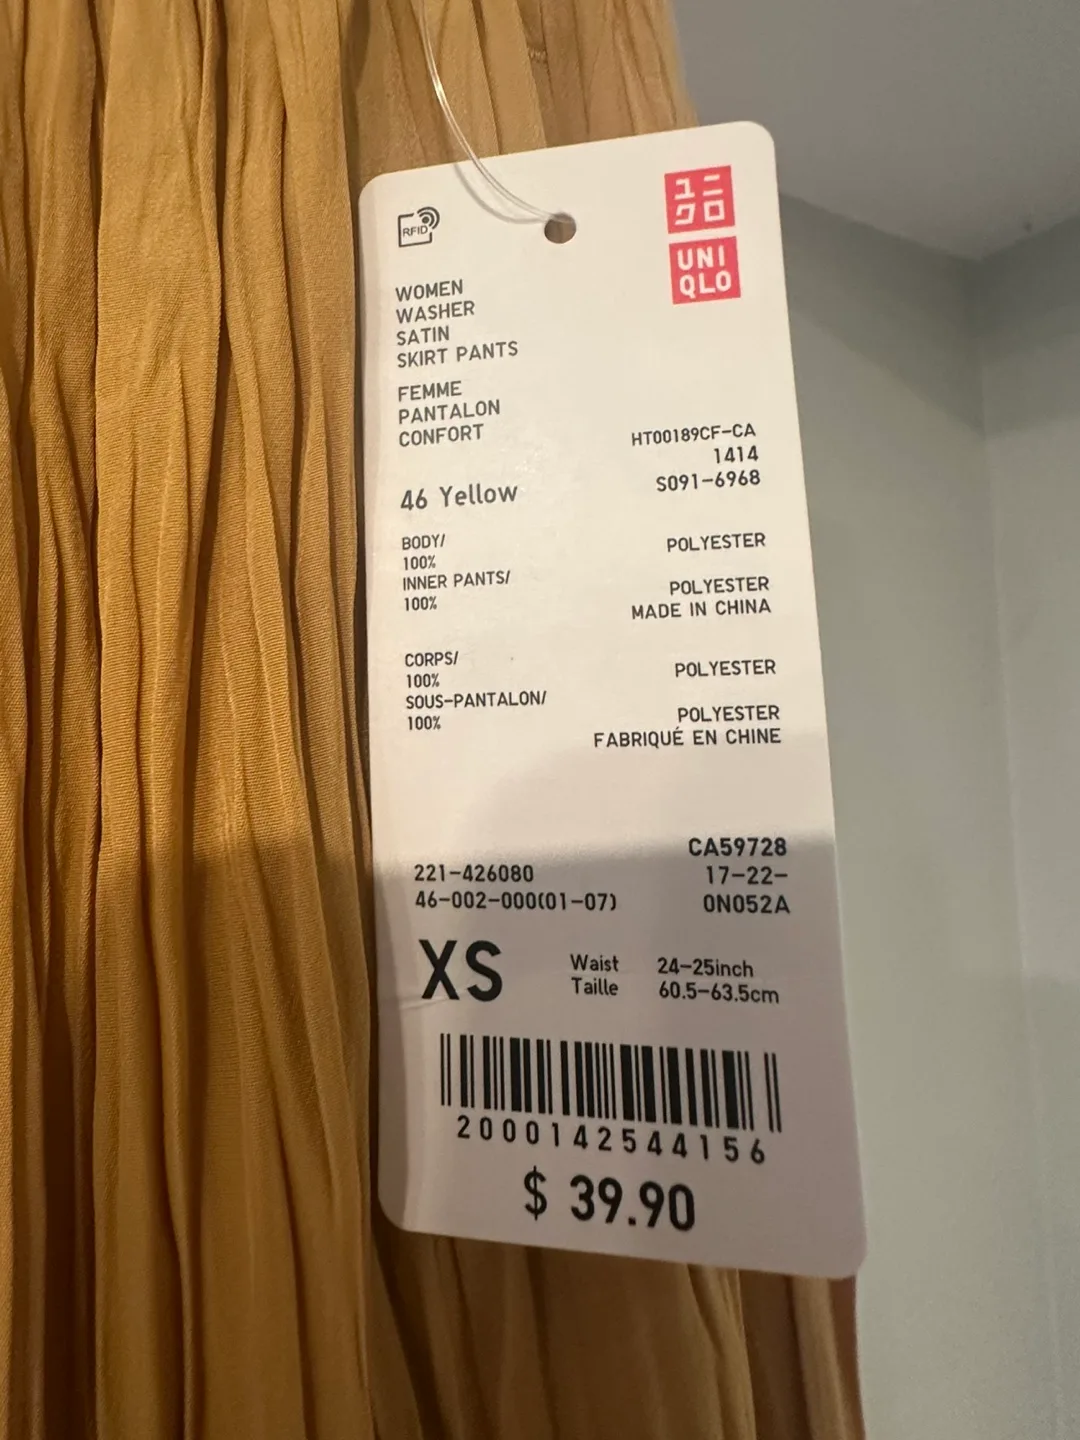 RFID
ユニ
クロ
UNI
QLO
WOMEN
WASHER
SATIN
SKIRT PANTS
FEMME
PANTALON
CONFORT
HT00189CF-CA
1414
S091-6968
46 Yellow
BODY/
100% POLYESTER
INNER PANTS/
100% POLYESTER
MADE IN CHINA
CORPS/
100% POLYESTER
SOUS-PANTALON/
100% POLYESTER
FABRIQUÉ EN CHINE
CA59728
221-426080 17-22-
46-002-000(01-07) 0N052A
XS
Waist 24-25inch
Taille 60.5-63.5cm
2000142544156
$ 39.90